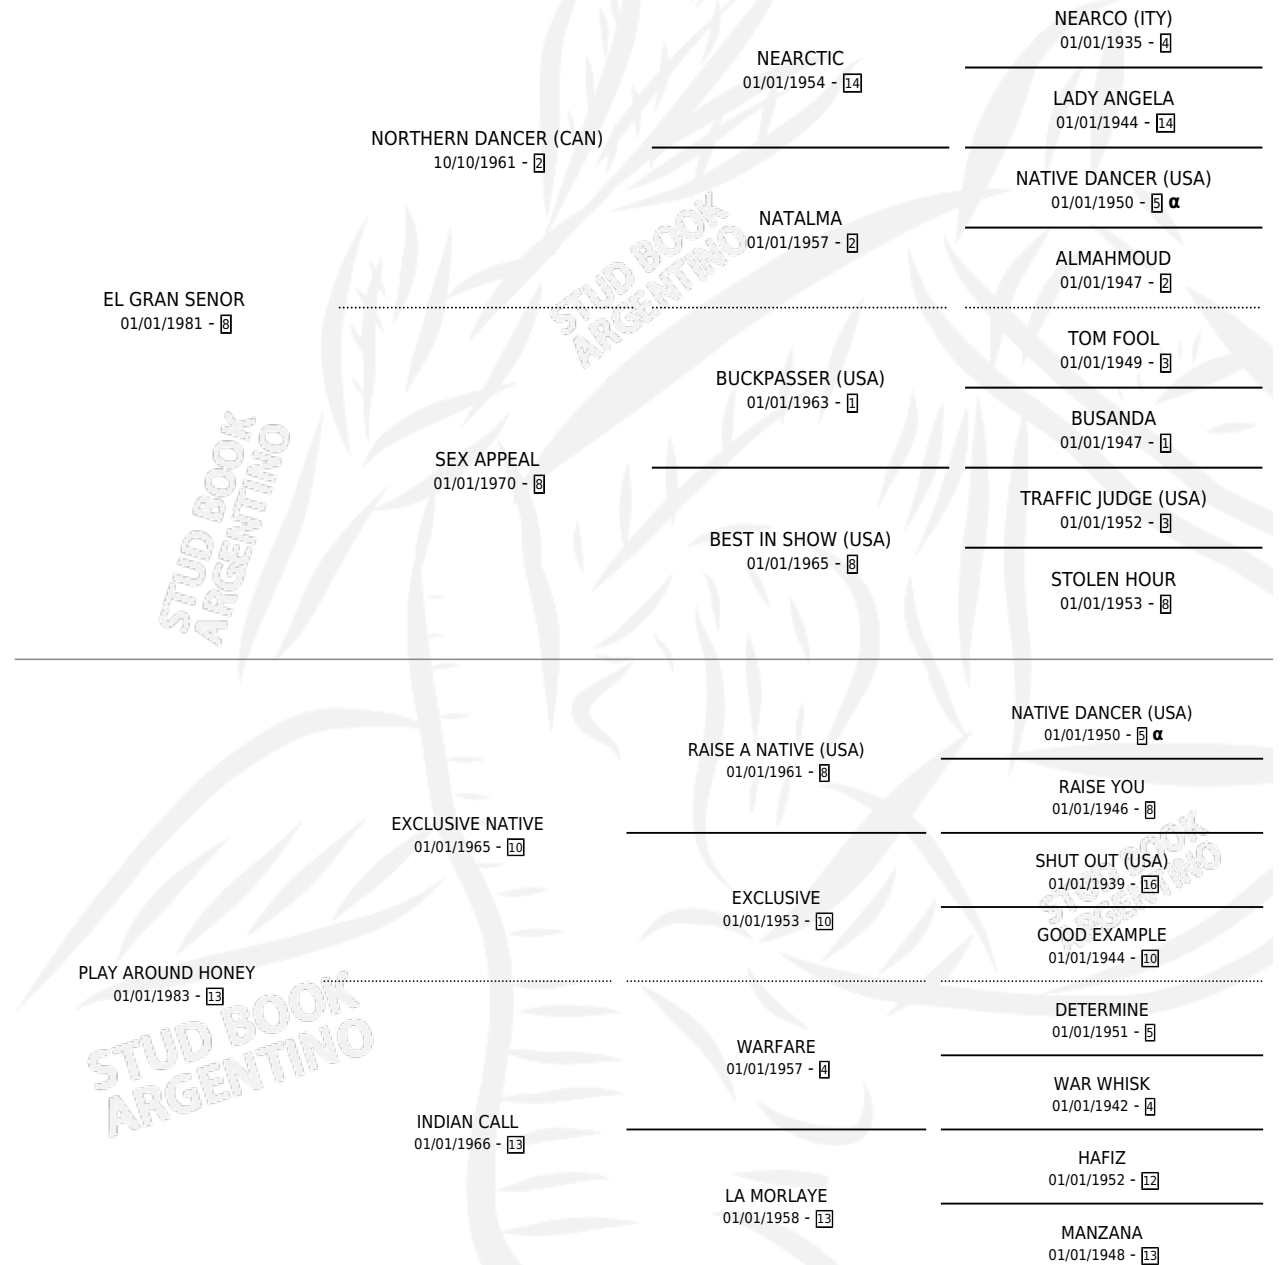 NEARCO (ITY)
01/01/1935 - 4
NEARCTIC
01/01/1954 - 14
LADY ANGELA
01/01/1944 - 14
NORTHERN DANCER (CAN)
10/10/1961 - 2
NATIVE DANCER (USA)
01/01/1950 - 5 α
NATALMA
01/01/1957 - 2
ALMAHMOUD
01/01/1947 - 2
EL GRAN SENOR
01/01/1981 - 8
TOM FOOL
01/01/1949 - 3
BUCKPASSER (USA)
01/01/1963 - 1
BUSANDA
01/01/1947 - 1
SEX APPEAL
01/01/1970 - 8
TRAFFIC JUDGE (USA)
01/01/1952 - 3
BEST IN SHOW (USA)
01/01/1965 - 8
STOLEN HOUR
01/01/1953 - 8
NATIVE DANCER (USA)
01/01/1950 - 5 α
RAISE A NATIVE (USA)
01/01/1961 - 8
RAISE YOU
01/01/1946 - 8
EXCLUSIVE NATIVE
01/01/1965 - 10
SHUT OUT (USA)
01/01/1939 - 16
EXCLUSIVE
01/01/1953 - 10
GOOD EXAMPLE
01/01/1944 - 10
PLAY AROUND HONEY
01/01/1983 - 13
DETERMINE
01/01/1951 - 5
WARFARE
01/01/1957 - 4
WAR WHISK
01/01/1942 - 4
INDIAN CALL
01/01/1966 - 13
HAFIZ
01/01/1952 - 12
LA MORLAYE
01/01/1958 - 13
MANZANA
01/01/1948 - 13
STUD BOOK
ARGENTINO
STUD BOOK
ARGENTINO
STUD BOOK
ARGENTINO
STUD BOOK
ARGENTINO